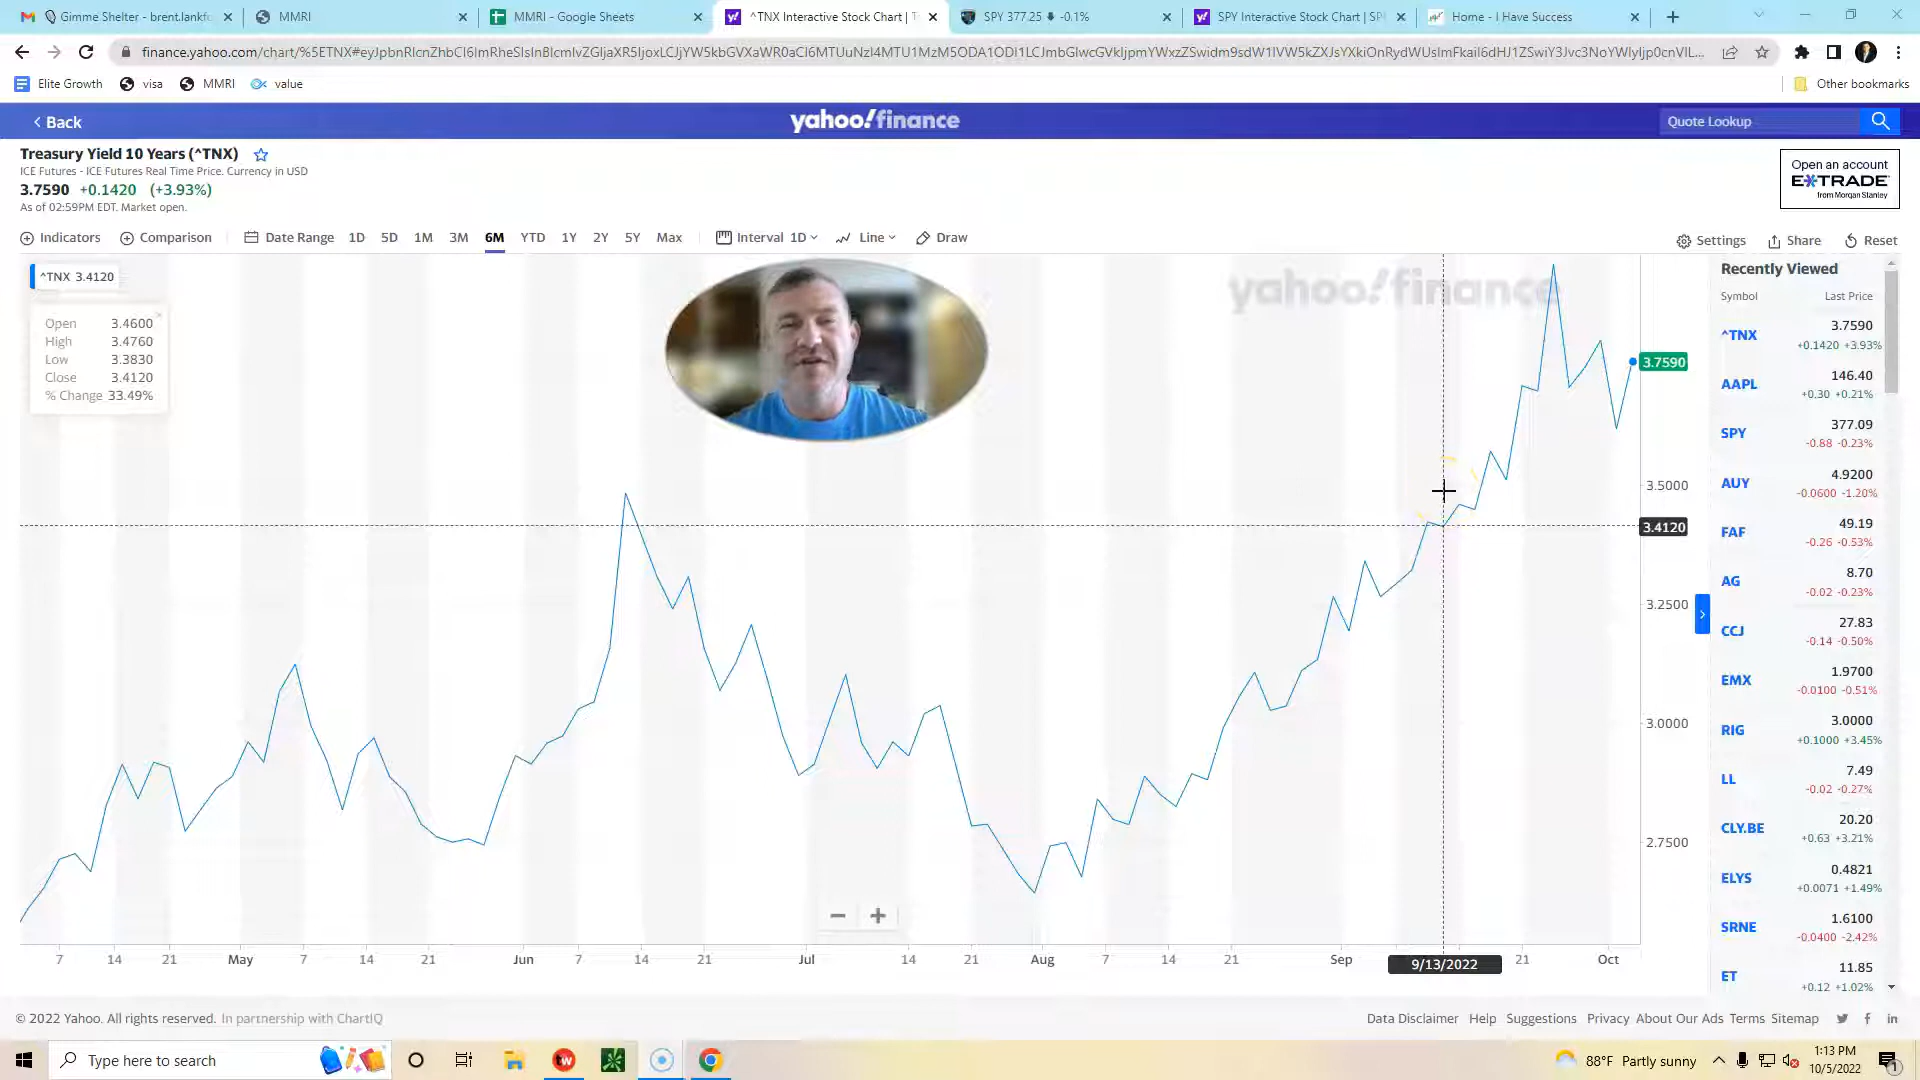 Gimme Shelter - brent.lankf
MMRI
MMRI - Google Sheets
^TNX Interactive Stock Chart | T
SPY 377.25 ⬇ -0.1%
SPY Interactive Stock Chart | SP
Home - I Have Success
Elite Growth
visa
MMRI
value
Other bookmarks
Back
yahoo!finance
Quote Lookup
Treasury Yield 10 Years (^TNX)
ICE Futures - ICE Futures Real Time Price. Currency in USD
3.7590 +0.1420 (+3.93%)
As of 02:59PM EDT. Market open.
Open an account
E*TRADE
from Morgan Stanley
Indicators
Comparison
Date Range 1D 5D 1M 3M 6M YTD 1Y 2Y 5Y Max
Interval 1D
Line
Draw
Settings
Share
Reset
^TNX 3.4120
Open 3.4600
High 3.4760
Low 3.3830
Close 3.4120
% Change 33.49%
yahoo!finance
3.7590
3.5000
3.4120
3.2500
3.0000
2.7500
7 14 21 May 7 14 21 Jun 7 14 21 Jul 14 21 Aug 7 14 21 Sep 9/13/2022 21 Oct
Recently Viewed
Symbol Last Price
^TNX 3.7590
+0.1420 +3.93%
AAPL 146.40
+0.30 +0.21%
SPY 377.09
-0.88 -0.23%
AUY 4.9200
-0.0600 -1.20%
FAF 49.19
-0.26 -0.53%
AG 8.70
-0.02 -0.23%
CCJ 27.83
-0.14 -0.50%
EMX 1.9700
-0.0100 -0.51%
RIG 3.0000
+0.1000 +3.45%
LL 7.49
-0.02 -0.27%
CLY.BE 20.20
+0.63 +3.21%
ELYS 0.4821
+0.0071 +1.49%
SRNE 1.6100
-0.0400 -2.42%
ET 11.85
+0.12 +1.02%
© 2022 Yahoo. All rights reserved. In partnership with ChartIQ
Data Disclaimer Help Suggestions Privacy About Our Ads Terms Sitemap
Type here to search
88°F Partly sunny
1:13 PM
10/5/2022
1